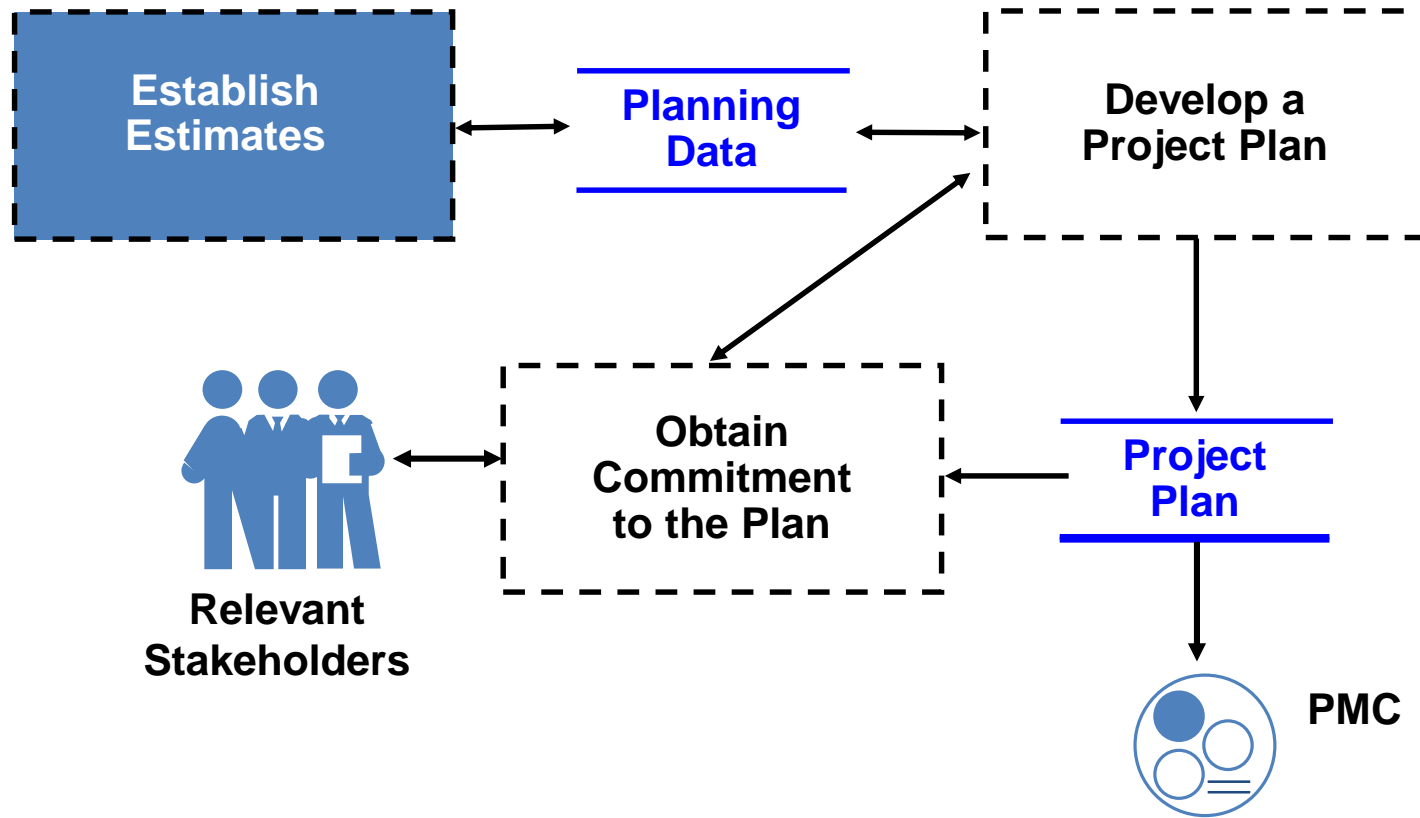 Establish
Estimates
Planning
Data
Develop a
Project Plan
Obtain
Commitment
to the Plan
Project
Plan
Relevant
Stakeholders
PMC